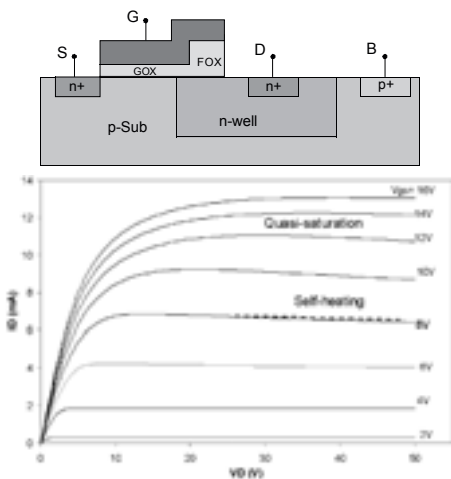 G
S
D
B
FOX
GOX
n+
n+
p+
p-Sub
n-well
14
Vgs= 16V
14V
12
Quasi-saturation
12V
10
10V
ID (mA)
8
Self-heating
8V
6
6V
4
4V
2
2V
0
0
10
20
30
40
50
VD (V)